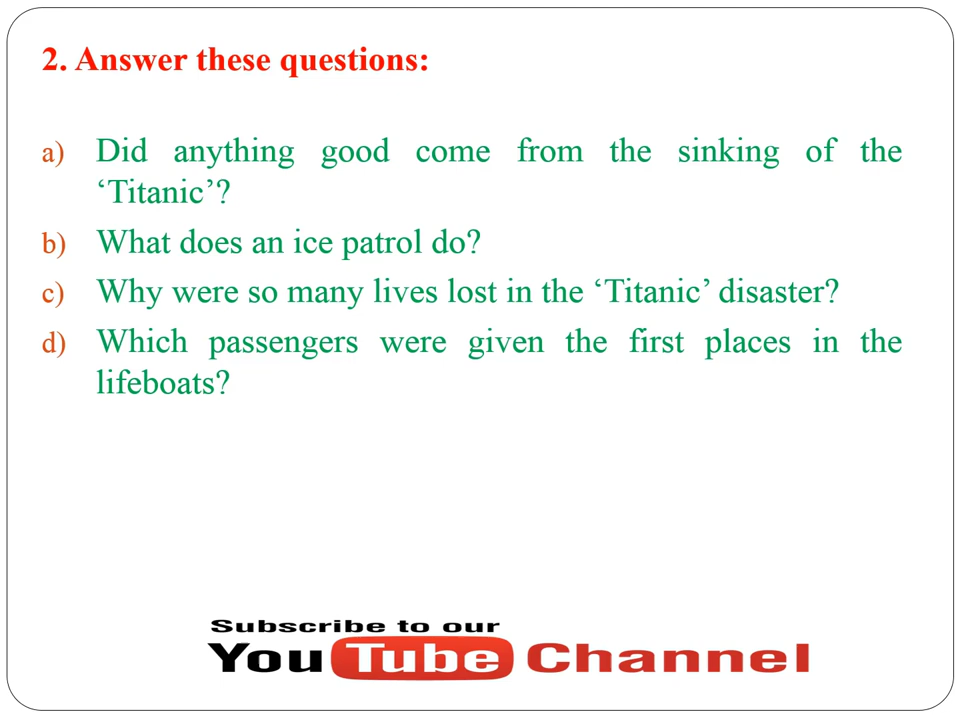 2. Answer these questions:
a) Did anything good come from the sinking of the
‘Titanic’?
b) What does an ice patrol do?
c) Why were so many lives lost in the ‘Titanic’ disaster?
d) Which passengers were given the first places in the
lifeboats?
Subscribe to our
YouTube Channel